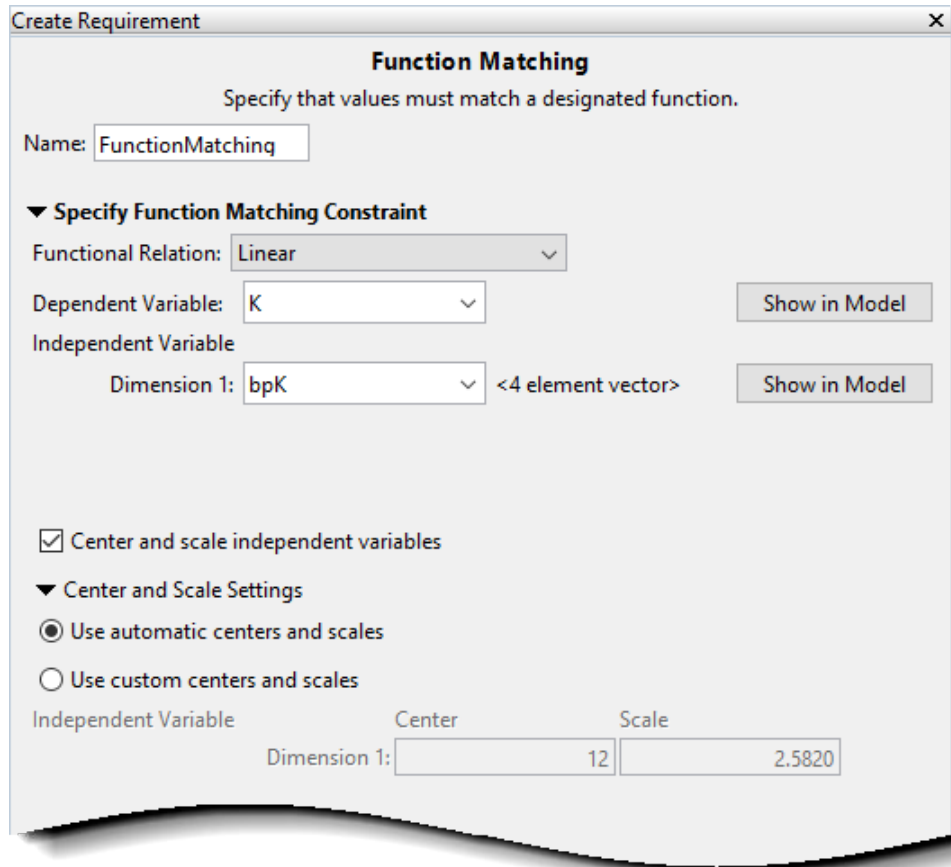 Create Requirement
Function Matching
Specify that values must match a designated function.
Name: FunctionMatching
Specify Function Matching Constraint
Functional Relation: Linear
Dependent Variable: K Show in Model
Independent Variable
Dimension 1: bpK <4 element vector> Show in Model
Center and scale independent variables
Center and Scale Settings
Use automatic centers and scales
Use custom centers and scales
Independent Variable Center Scale
Dimension 1: 12 2.5820